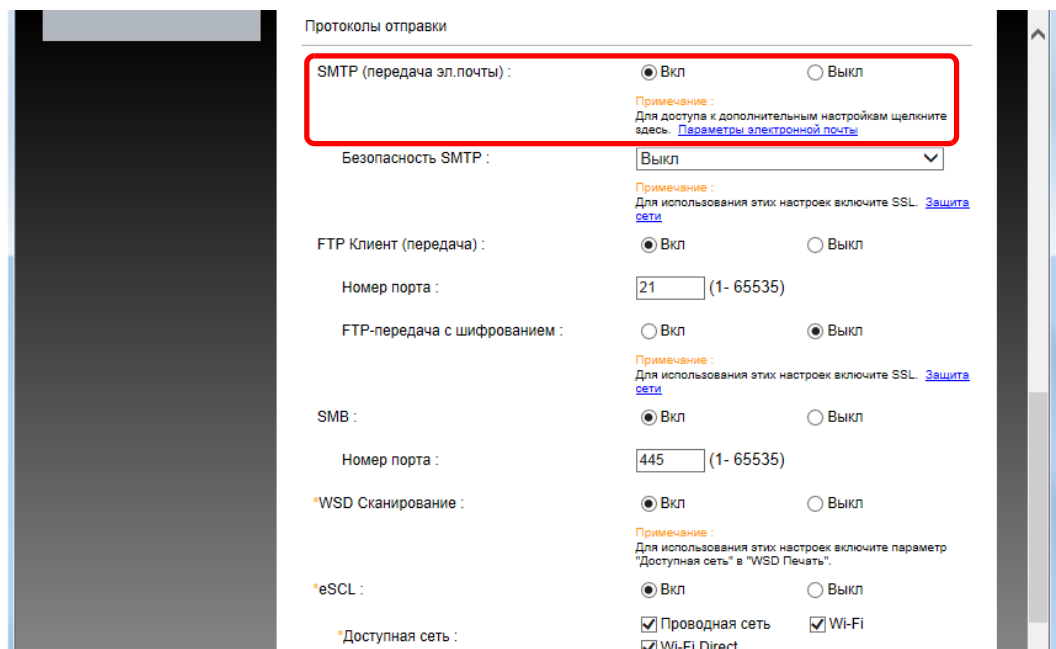 Протоколы отправки
SMTP (передача эл.почты) : Вкл Выкл
Примечание :
Для доступа к дополнительным настройкам щелкните
здесь. Параметры электронной почты
Безопасность SMTP : Выкл
Примечание :
Для использования этих настроек включите SSL. Защита
сети
FTP Клиент (передача) : Вкл Выкл
Номер порта : 21 (1- 65535)
FTP-передача с шифрованием : Вкл Выкл
Примечание :
Для использования этих настроек включите SSL. Защита
сети
SMB : Вкл Выкл
Номер порта : 445 (1- 65535)
*WSD Сканирование : Вкл Выкл
Примечание :
Для использования этих настроек включите параметр
"Доступная сеть" в "WSD Печать".
*eSCL : Вкл Выкл
*Доступная сеть : Проводная сеть Wi-Fi
Wi-Fi Direct